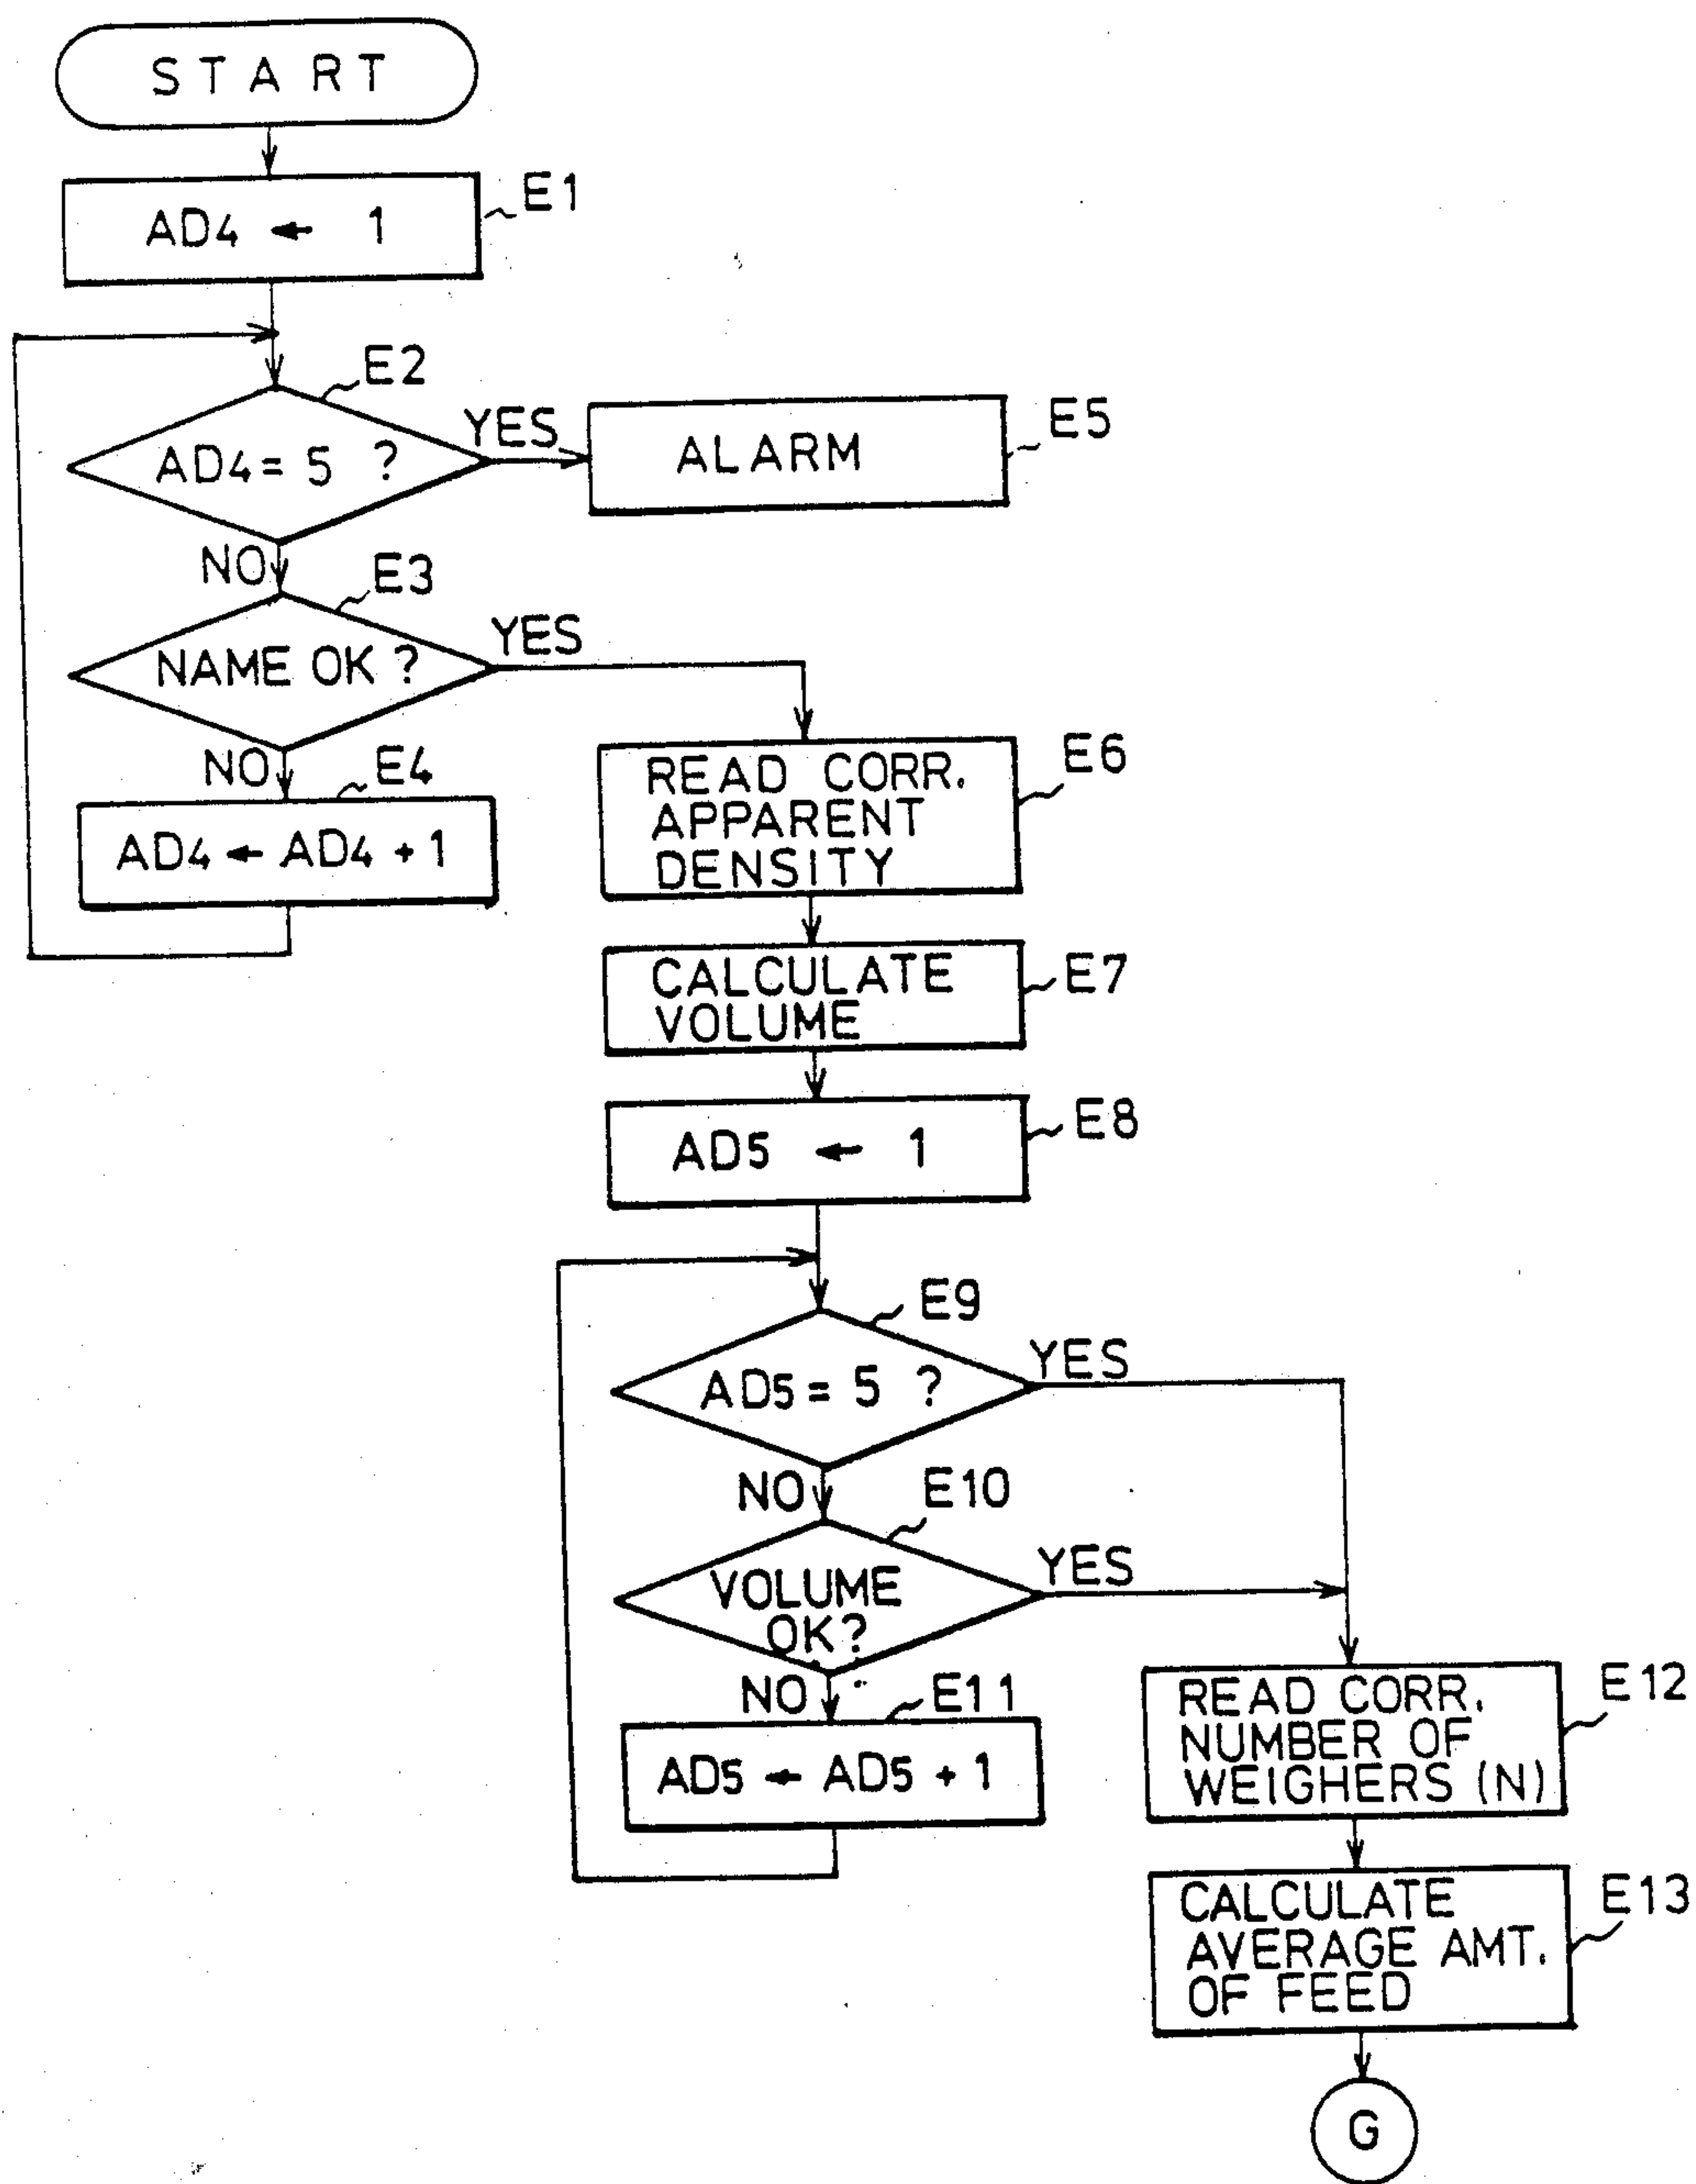 START
E1
AD4 ← 1
E2
AD4 = 5 ?
YES
ALARM
E5
NO
E3
NAME OK ?
YES
NO
E4
AD4 ← AD4 + 1
READ CORR.
APPARENT
DENSITY
E6
CALCULATE
VOLUME
E7
AD5 ← 1
E8
E9
AD5 = 5 ?
YES
NO
E10
VOLUME
OK?
YES
NO
E11
AD5 ← AD5 + 1
READ CORR.
NUMBER OF
WEIGHERS (N)
E12
CALCULATE
AVERAGE AMT.
OF FEED
E13
G